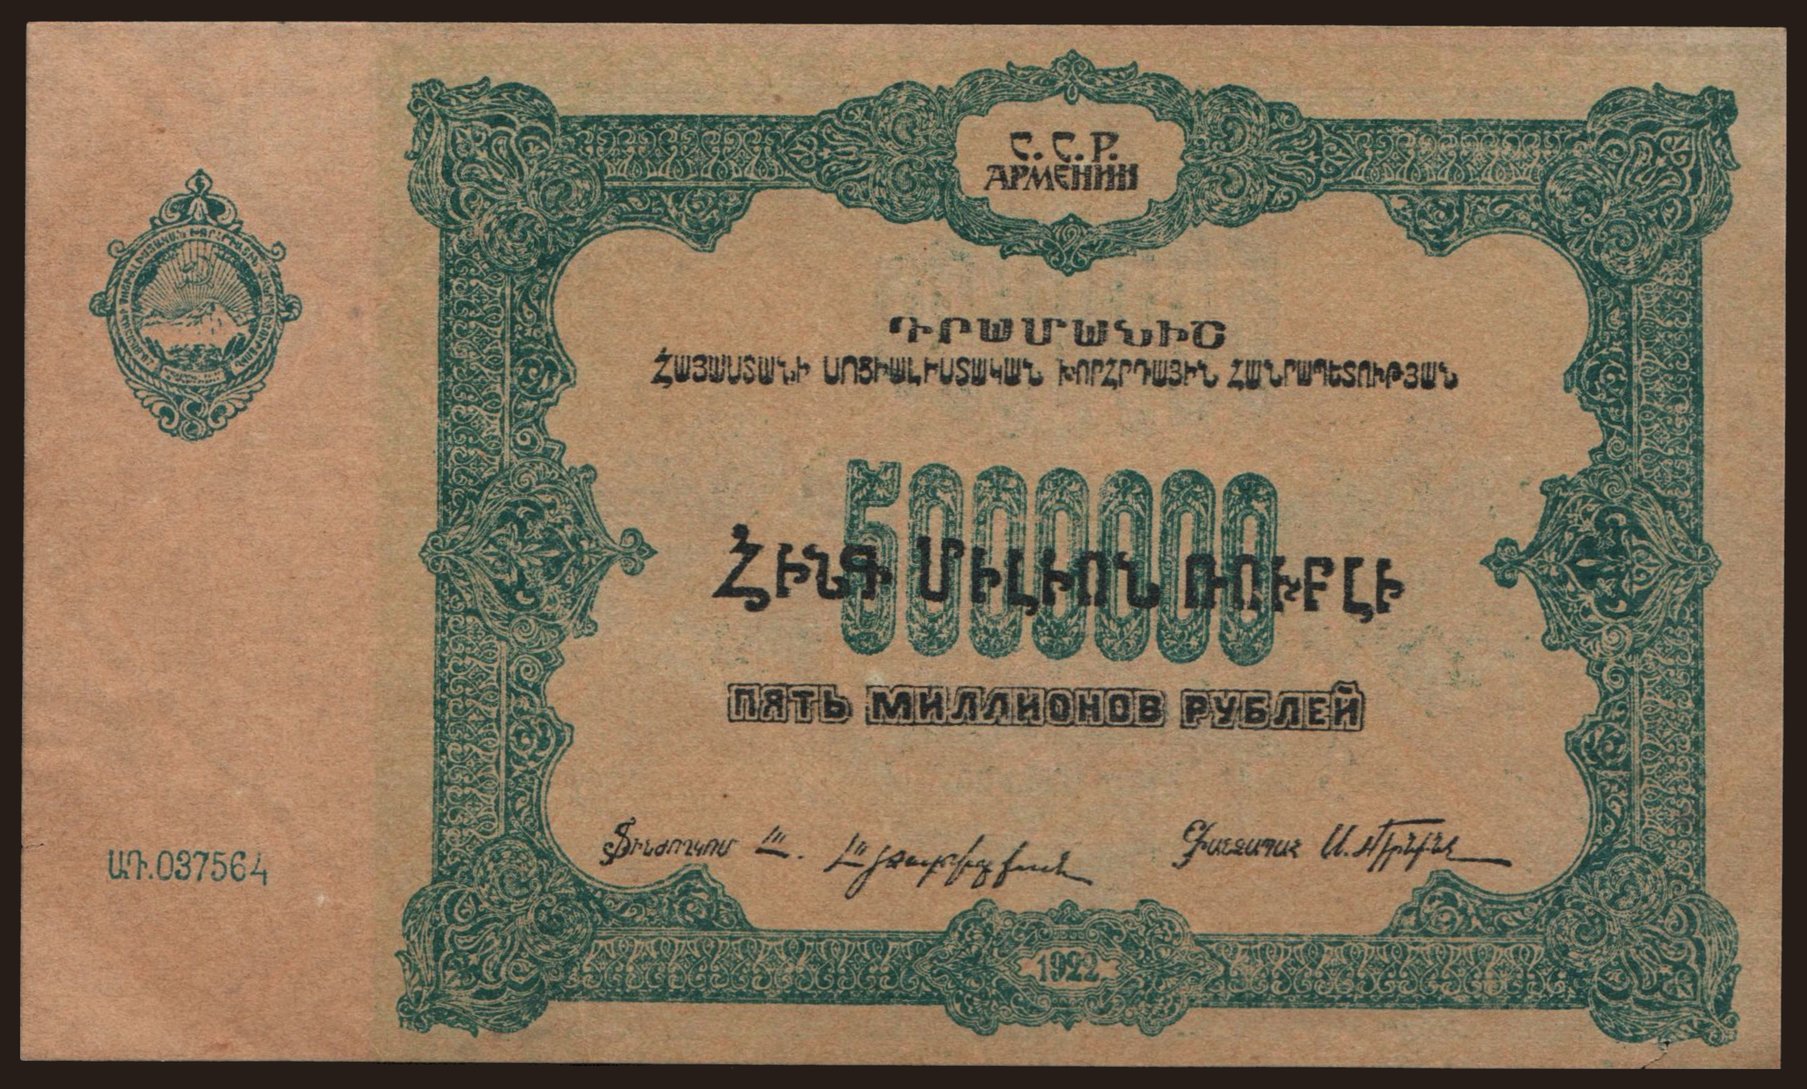 С. С. Р.
АРМЕНИИ
ԴՐԱՄԱՆԻՇ
ՀԱՅԱՍՏԱՆԻ ՍՈՑԻԱԼԻՍՏԱԿԱՆ ԽՈՐՀՐԴԱՅԻՆ ՀԱՆՐԱՊԵՏՈՒԹՅԱՆ
5000000
ՀԻՆԳ ՄԻԼԻՈՆ ՌՈՒԲԼԻ
ПЯТЬ МИЛЛИОНОВ РУБЛЕЙ
ԱԴ.037564
1922